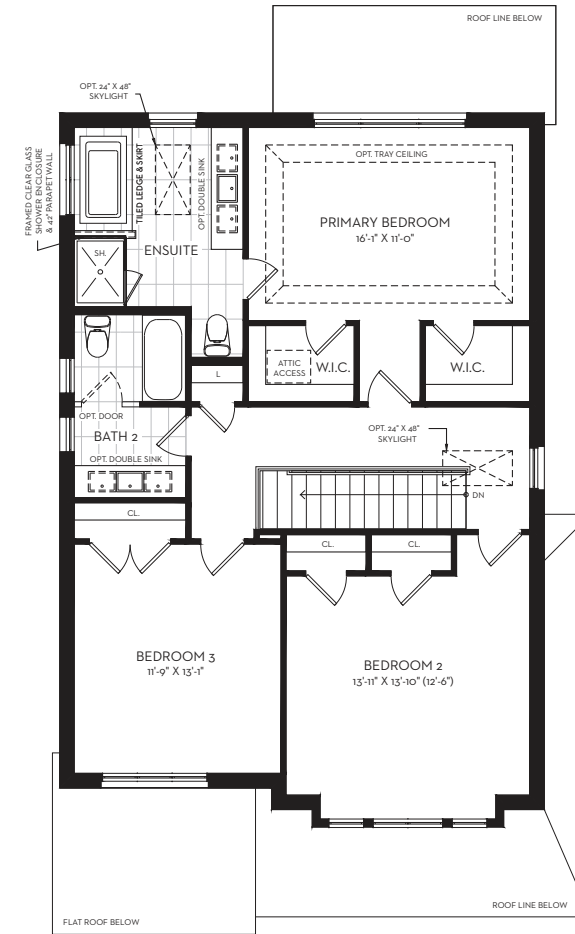 ROOF LINE BELOW
OPT. 24" X 48"
SKYLIGHT
FRAMED CLEAR GLASS
SHOWER ENCLOSURE
& 42" PARAPET WALL
TILED LEDGE & SKIRT
OPT. DOUBLE SINK
OPT. TRAY CEILING
PRIMARY BEDROOM
16'-1" X 11'-0"
ENSUITE
SH.
ATTIC
ACCESS
W.I.C.
W.I.C.
L
OPT. DOOR
BATH 2
OPT. DOUBLE SINK
OPT. 24" X 48"
SKYLIGHT
DN
CL.
CL.
CL.
BEDROOM 3
11'-9" X 13'-1"
BEDROOM 2
13'-11" X 13'-10" (12'-6")
ROOF LINE BELOW
FLAT ROOF BELOW